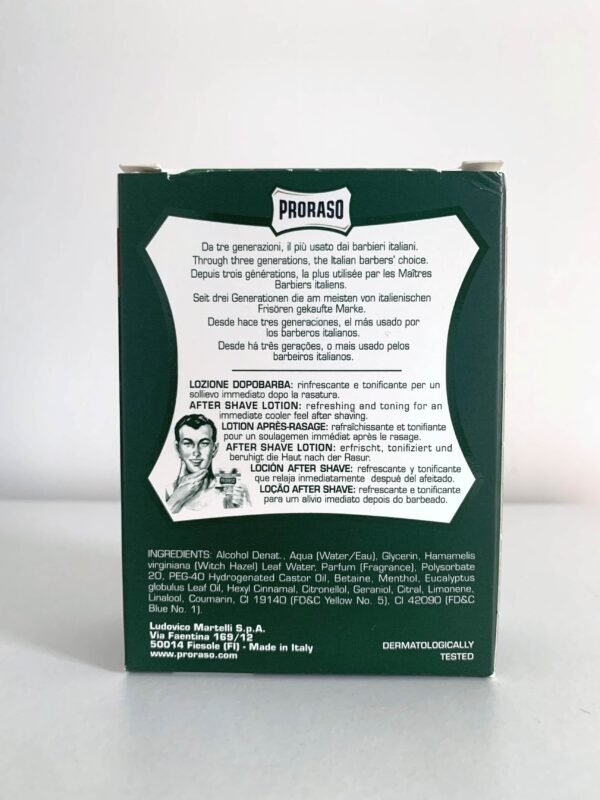 PRORASO
Da tre generazioni, il più usato dai barbieri italiani.
Through three generations, the Italian barbers' choice.
Depuis trois générations, la plus utilisée par les Maîtres
Barbiers italiens.
Seit drei Generationen die am meisten von italienischen
Frisören gekaufte Marke.
Desde hace tres generaciones, el más usado por
los barberos italianos.
Desde há três gerações, o mais usado pelos
barbeiros italianos.
LOZIONE DOPOBARBA: rinfrescante e tonificante per un
sollievo immediato dopo la rasatura.
AFTER SHAVE LOTION: refreshing and toning for an
immediate cooler feel after shaving.
LOTION APRÈS-RASAGE: rafraîchissante et tonifiante
pour un soulagemen immédiat après le rasage.
AFTER SHAVE LOTION: erfrischt, tonifiziert und
beruhigt die Haut nach der Rasur.
LOCIÓN AFTER SHAVE: refrescante y tonificante
que relaja inmediatamente despué del afeitado.
LOÇÃO AFTER SHAVE: refrescante e tonificante
para um alívio imediato depois do barbeado.
INGREDIENTS: Alcohol Denat., Aqua (Water/Eau), Glycerin, Hamamelis
virginiana (Witch Hazel) Leaf Water, Parfum (Fragrance), Polysorbate
20, PEG-40 Hydrogenated Castor Oil, Betaine, Menthol, Eucalyptus
globulus Leaf Oil, Hexyl Cinnamal, Citronellol, Geraniol, Citral, Limonene,
Linalool, Coumarin, CI 19140 (FD&C Yellow No. 5), CI 42090 (FD&C
Blue No. 1).
Ludovico Martelli S.p.A.
Via Faentina 169/12
50014 Fiesole (FI) - Made in Italy
www.proraso.com
DERMATOLOGICALLY
TESTED